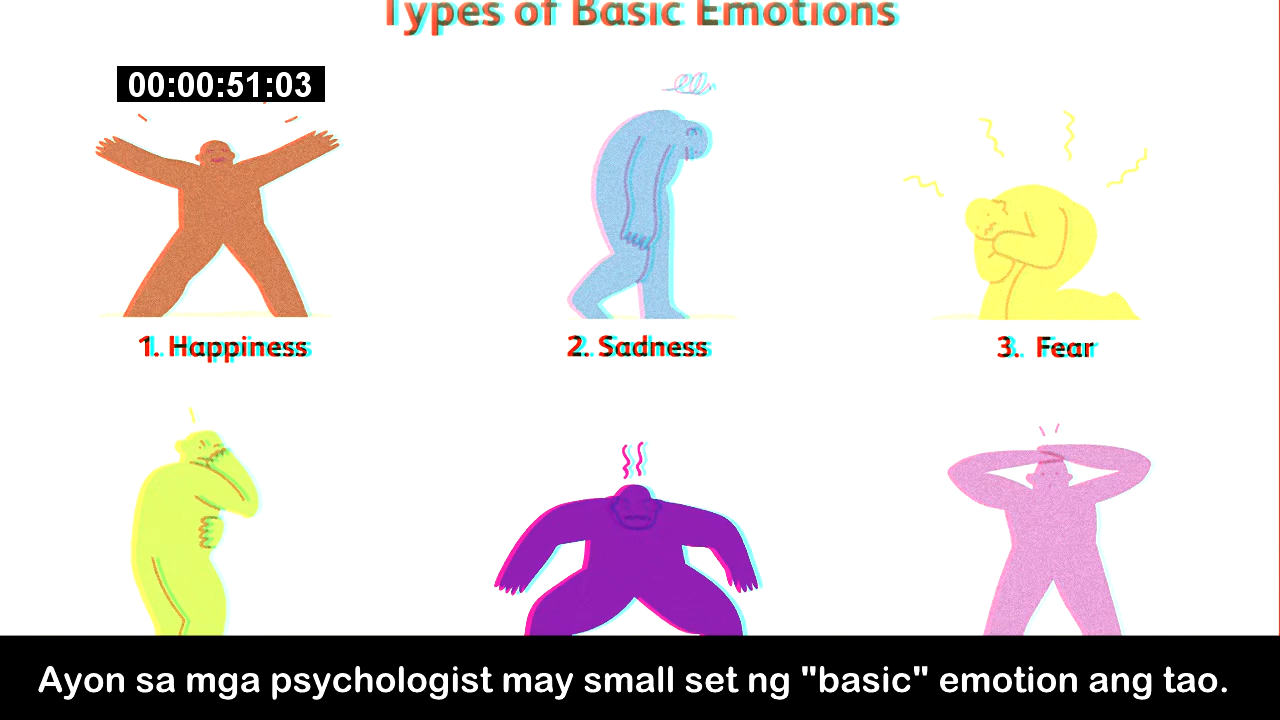 Types of Basic Emotions
00:00:51:03
1. Happiness
2. Sadness
3. Fear
Ayon sa mga psychologist may small set ng "basic" emotion ang tao.